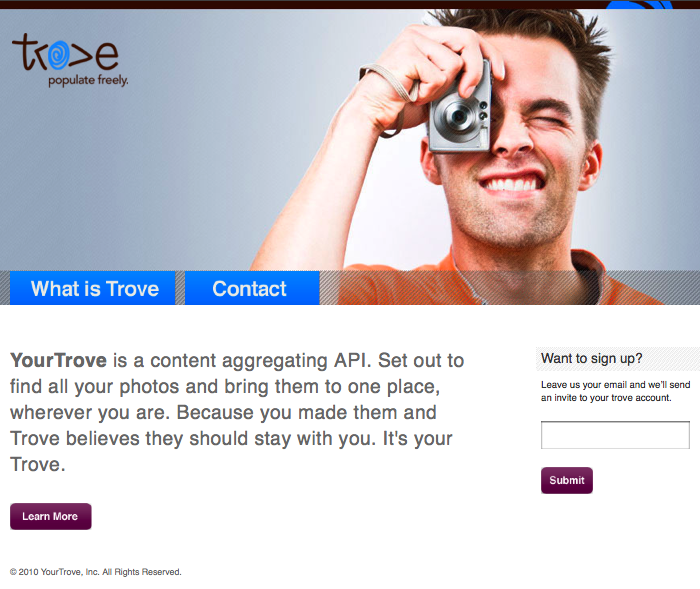 trove
populate freely.
What is Trove
Contact
YourTrove is a content aggregating API. Set out to
find all your photos and bring them to one place,
wherever you are. Because you made them and
Trove believes they should stay with you. It's your
Trove.
Learn More
Want to sign up?
Leave us your email and we'll send
an invite to your trove account.
Submit
© 2010 YourTrove, Inc. All Rights Reserved.